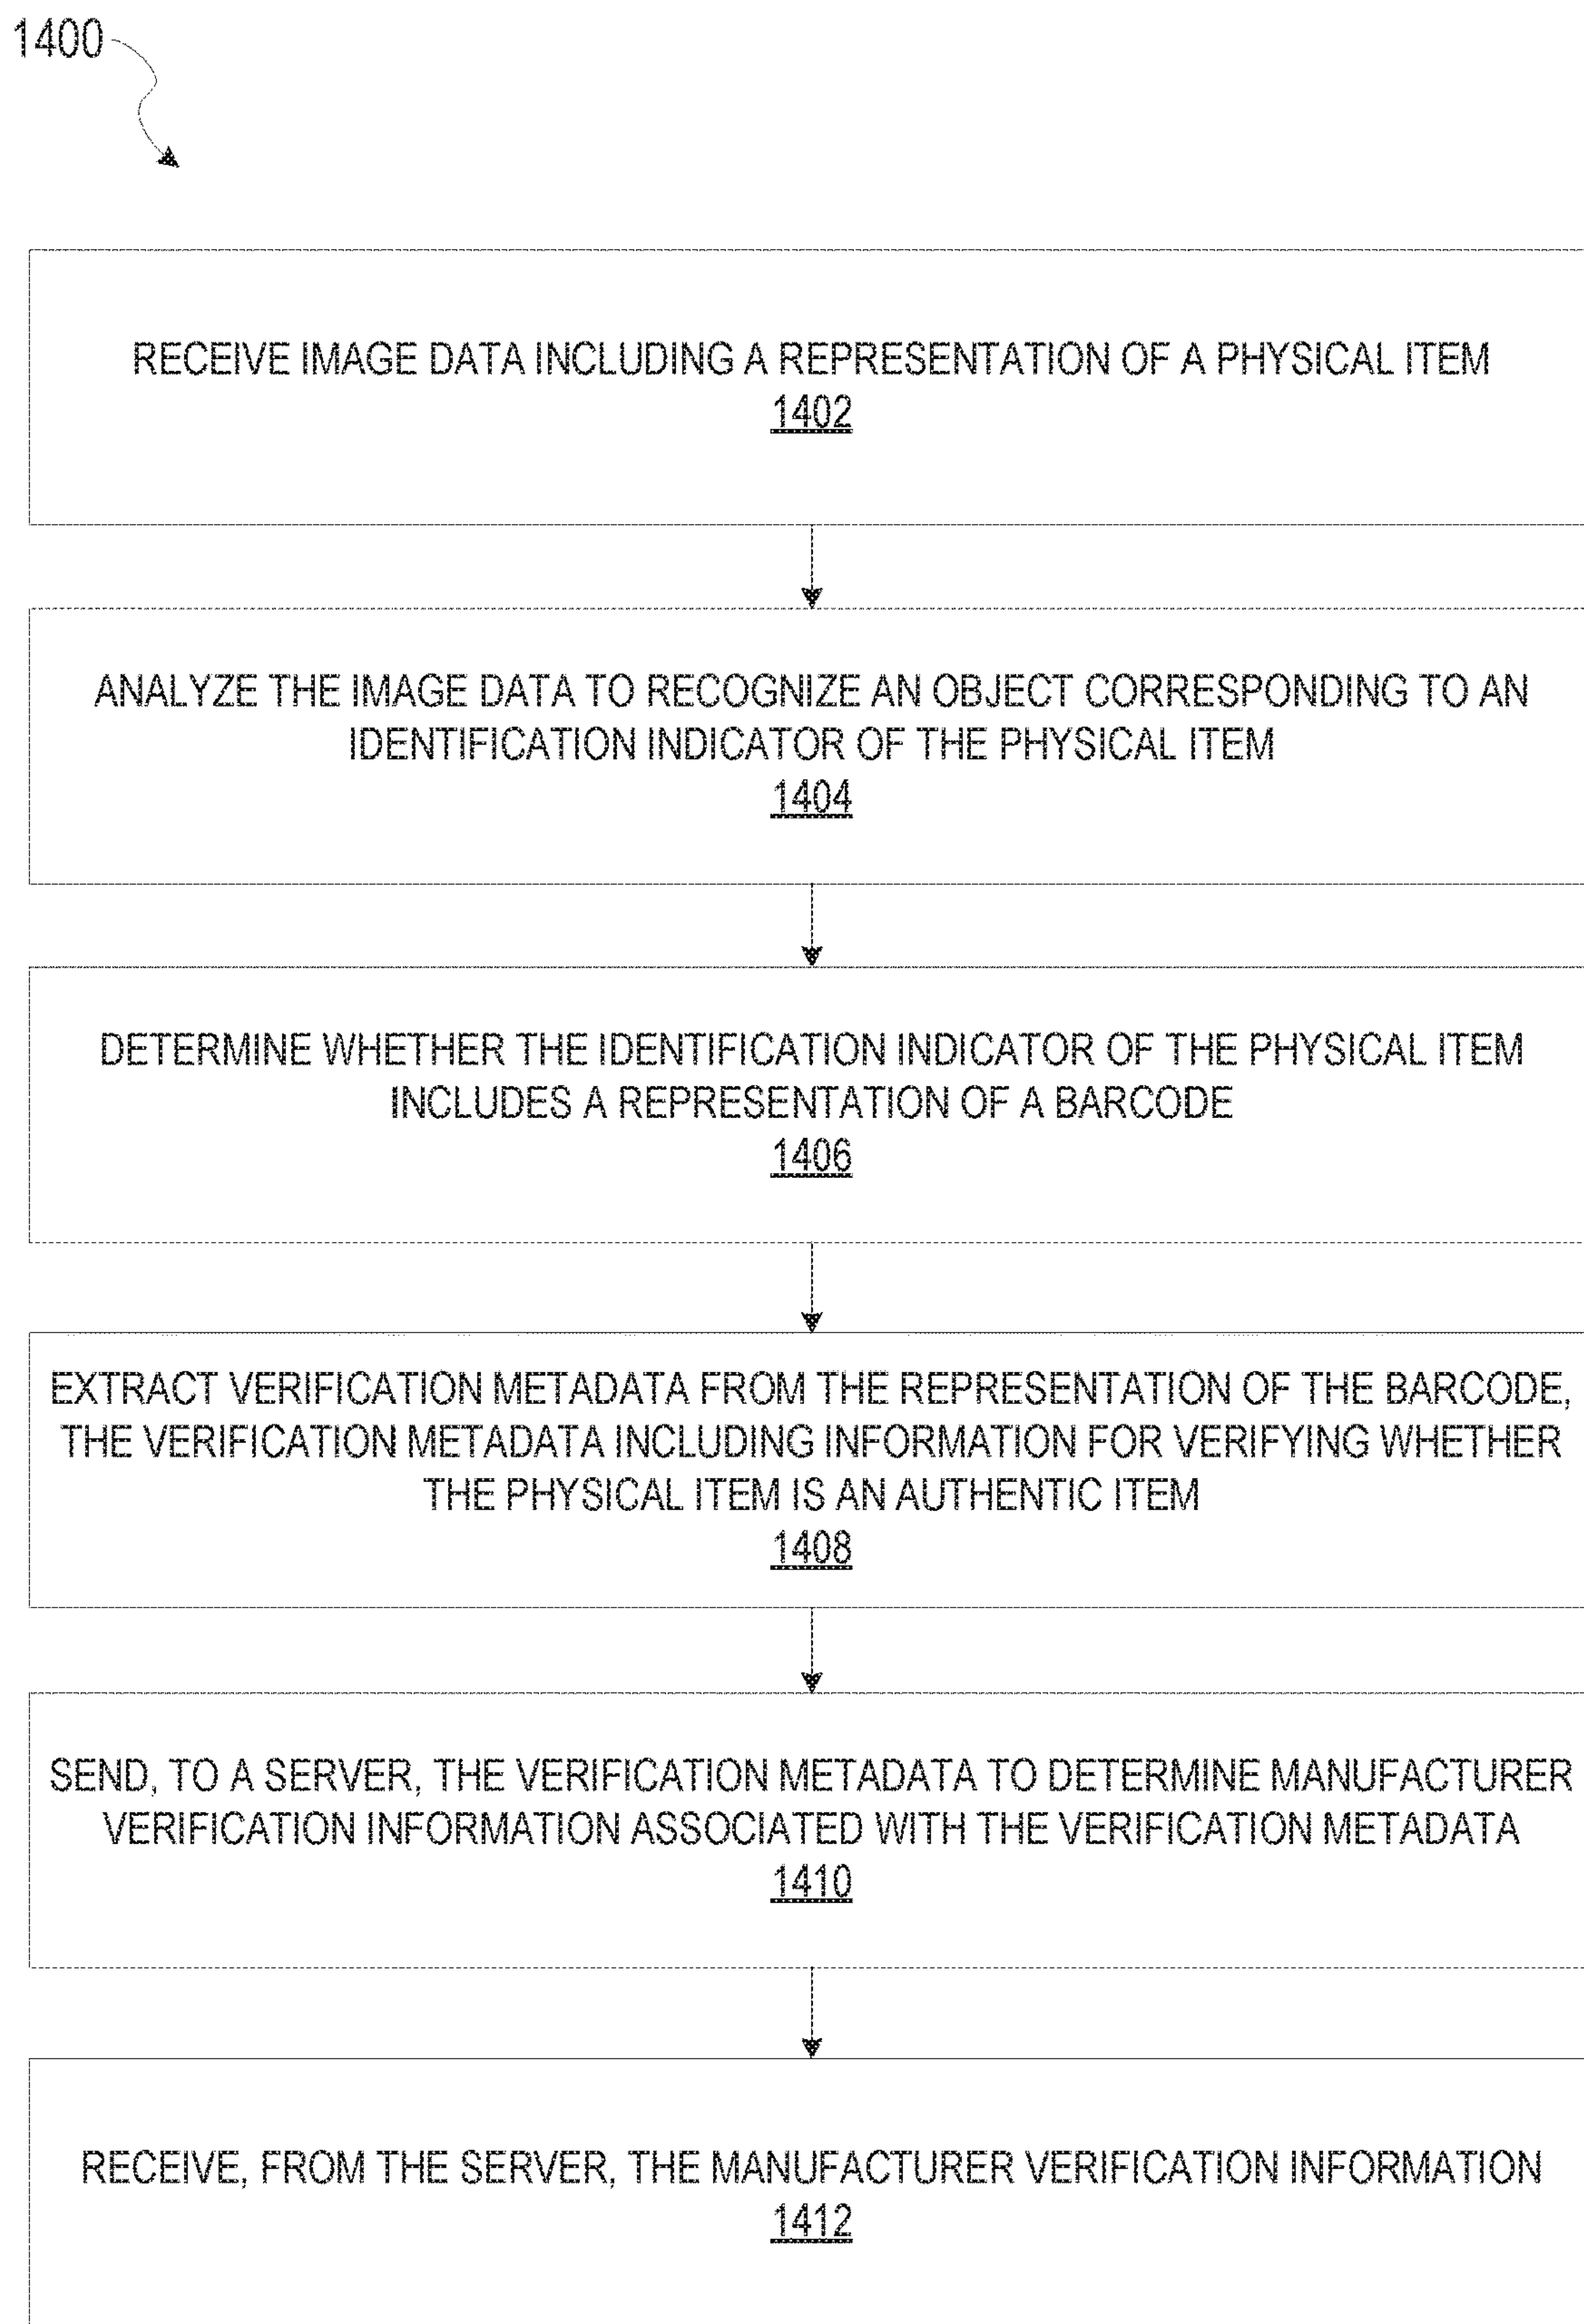 1400
RECEIVE IMAGE DATA INCLUDING A REPRESENTATION OF A PHYSICAL ITEM
1402
ANALYZE THE IMAGE DATA TO RECOGNIZE AN OBJECT CORRESPONDING TO AN
IDENTIFICATION INDICATOR OF THE PHYSICAL ITEM
1404
DETERMINE WHETHER THE IDENTIFICATION INDICATOR OF THE PHYSICAL ITEM
INCLUDES A REPRESENTATION OF A BARCODE
1406
EXTRACT VERIFICATION METADATA FROM THE REPRESENTATION OF THE BARCODE,
THE VERIFICATION METADATA INCLUDING INFORMATION FOR VERIFYING WHETHER
THE PHYSICAL ITEM IS AN AUTHENTIC ITEM
1408
SEND, TO A SERVER, THE VERIFICATION METADATA TO DETERMINE MANUFACTURER
VERIFICATION INFORMATION ASSOCIATED WITH THE VERIFICATION METADATA
1410
RECEIVE, FROM THE SERVER, THE MANUFACTURER VERIFICATION INFORMATION
1412